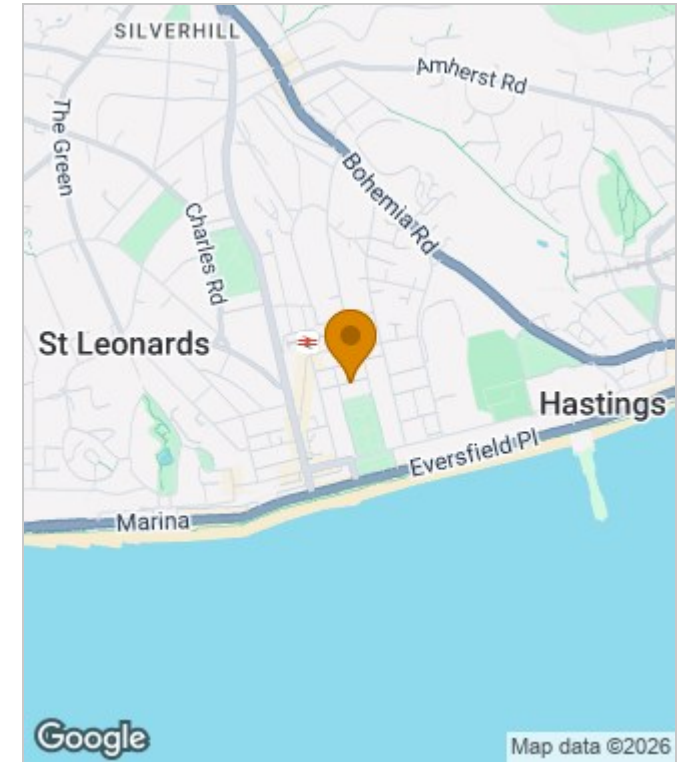 SILVERHILL
Amherst Rd
The Green
Bohemia Rd
Charles Rd
St Leonards
Hastings
Eversfield Pl
Marina
Google
Map data ©2026